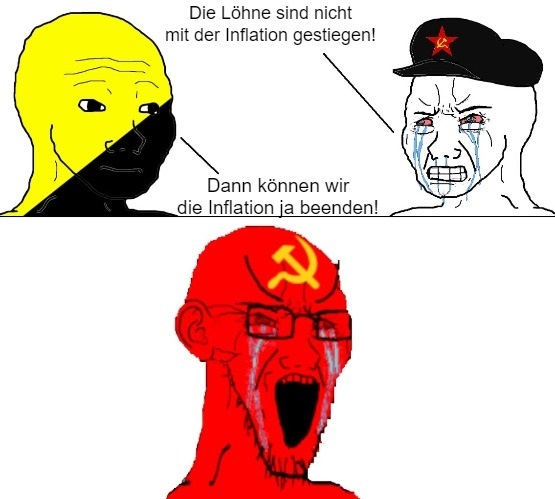 Die Löhne sind nicht
mit der Inflation gestiegen!
Dann können wir
die Inflation ja beenden!